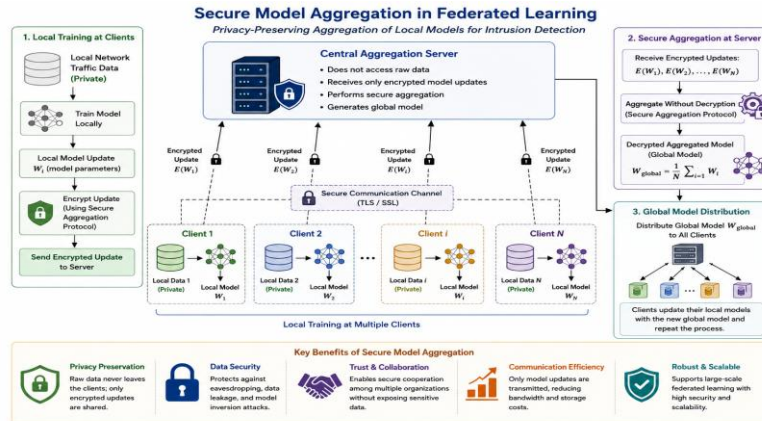 Secure Model Aggregation in Federated Learning
Privacy-Preserving Aggregation of Local Models for Intrusion Detection
1. Local Training at Clients
Local Network
Traffic Data
(Private)
Train Model
Locally
Local Model Update
Wᵢ (model parameters)
Encrypt Update
(Using Secure
Aggregation
Protocol)
Send Encrypted Update
to Server
Central Aggregation Server
• Does not access raw data
• Receives only encrypted model updates
• Performs secure aggregation
• Generates global model
Encrypted
Update
E(W₁)
Encrypted
Update
E(W₂)
Encrypted
Update
E(Wᵢ)
Encrypted
Update
E(W_N)
Secure Communication Channel
(TLS / SSL)
Client 1
Local Data 1
(Private)
Local Model
W₁
Client 2
Local Data 2
(Private)
Local Model
W₂
...
Client i
Local Data i
(Private)
Local Model
Wᵢ
Client N
Local Data N
(Private)
Local Model
W_N
Local Training at Multiple Clients
2. Secure Aggregation at Server
Receive Encrypted Updates:
E(W₁), E(W₂), . . . , E(W_N)
Aggregate Without Decryption
(Secure Aggregation Protocol)
Decrypted Aggregated Model
(Global Model)
W_global = 1/N ∑ᵢ₌₁ Wᵢ
3. Global Model Distribution
Distribute Global Model W_global
to All Clients
...
Clients update their local models
with the new global model and
repeat the process.
Key Benefits of Secure Model Aggregation
Privacy Preservation
Raw data never leaves
the clients; only
encrypted updates
are shared.
Data Security
Protects against
eavesdropping, data
leakage, and model
inversion attacks.
Trust & Collaboration
Enables secure cooperation
among multiple organizations
without exposing sensitive
data.
Communication Efficiency
Only model updates are
transmitted, reducing
bandwidth and storage
costs.
Robust & Scalable
Supports large-scale
federated learning with
high security and
scalability.